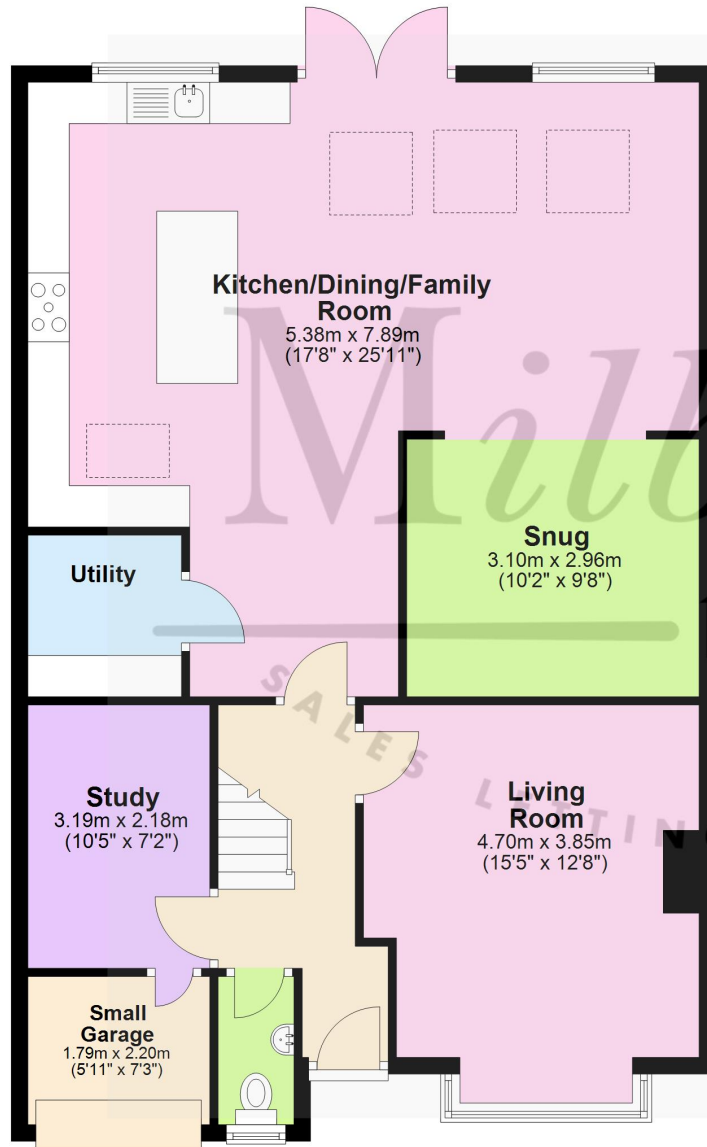 Kitchen/Dining/Family
Room
5.38m x 7.89m
(17'8" x 25'11")
Snug
3.10m x 2.96m
(10'2" x 9'8")
Utility
Study
3.19m x 2.18m
(10'5" x 7'2")
Living
Room
4.70m x 3.85m
(15'5" x 12'8")
Small
Garage
1.79m x 2.20m
(5'11" x 7'3")
SALES LETTIN